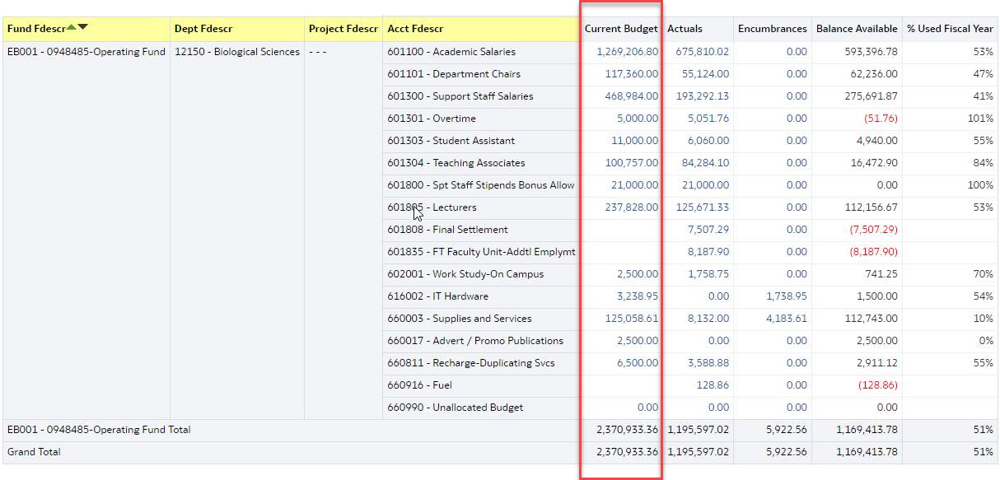 Fund Fdescr Dept Fdescr Project Fdescr Acct Fdescr Current Budget Actuals Encumbrances Balance Available % Used Fiscal Year
EB001 - 0948485-Operating Fund 12150 - Biological Sciences - - - 601100 - Academic Salaries 1,269,206.80 675,810.02 0.00 593,396.78 53%
601101 - Department Chairs 117,360.00 55,124.00 0.00 62,236.00 47%
601300 - Support Staff Salaries 468,984.00 193,292.13 0.00 275,691.87 41%
601301 - Overtime 5,000.00 5,051.76 0.00 (51.76) 101%
601303 - Student Assistant 11,000.00 6,060.00 0.00 4,940.00 55%
601304 - Teaching Associates 100,757.00 84,284.10 0.00 16,472.90 84%
601800 - Spt Staff Stipends Bonus Allow 21,000.00 21,000.00 0.00 0.00 100%
601805 - Lecturers 237,828.00 125,671.33 0.00 112,156.67 53%
601808 - Final Settlement 7,507.29 0.00 (7,507.29)
601835 - FT Faculty Unit-Addtl Emplymt 8,187.90 0.00 (8,187.90)
602001 - Work Study-On Campus 2,500.00 1,758.75 0.00 741.25 70%
616002 - IT Hardware 3,238.95 0.00 1,738.95 1,500.00 54%
660003 - Supplies and Services 125,058.61 8,132.00 4,183.61 112,743.00 10%
660017 - Advert / Promo Publications 2,500.00 0.00 0.00 2,500.00 0%
660811 - Recharge-Duplicating Svcs 6,500.00 3,588.88 0.00 2,911.12 55%
660916 - Fuel 128.86 0.00 (128.86)
660990 - Unallocated Budget 0.00 0.00 0.00 0.00
EB001 - 0948485-Operating Fund Total 2,370,933.36 1,195,597.02 5,922.56 1,169,413.78 51%
Grand Total 2,370,933.36 1,195,597.02 5,922.56 1,169,413.78 51%